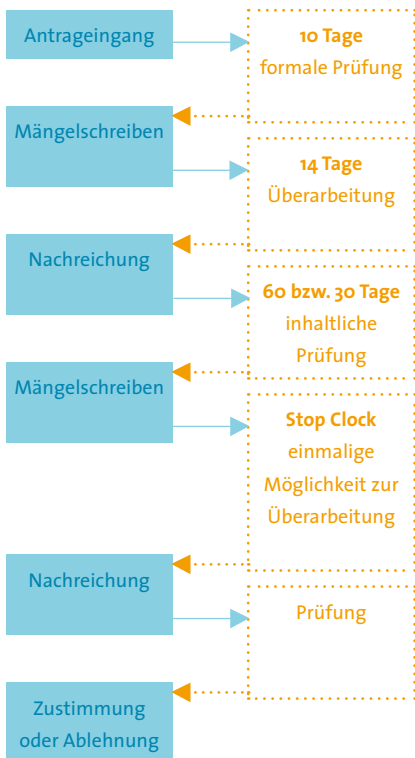 Antrageingang
10 Tage
formale Prüfung
Mängelschreiben
14 Tage
Überarbeitung
Nachreichung
60 bzw. 30 Tage
inhaltliche
Prüfung
Mängelschreiben
Stop Clock
einmalige
Möglichkeit zur
Überarbeitung
Nachreichung
Prüfung
Zustimmung
oder Ablehnung